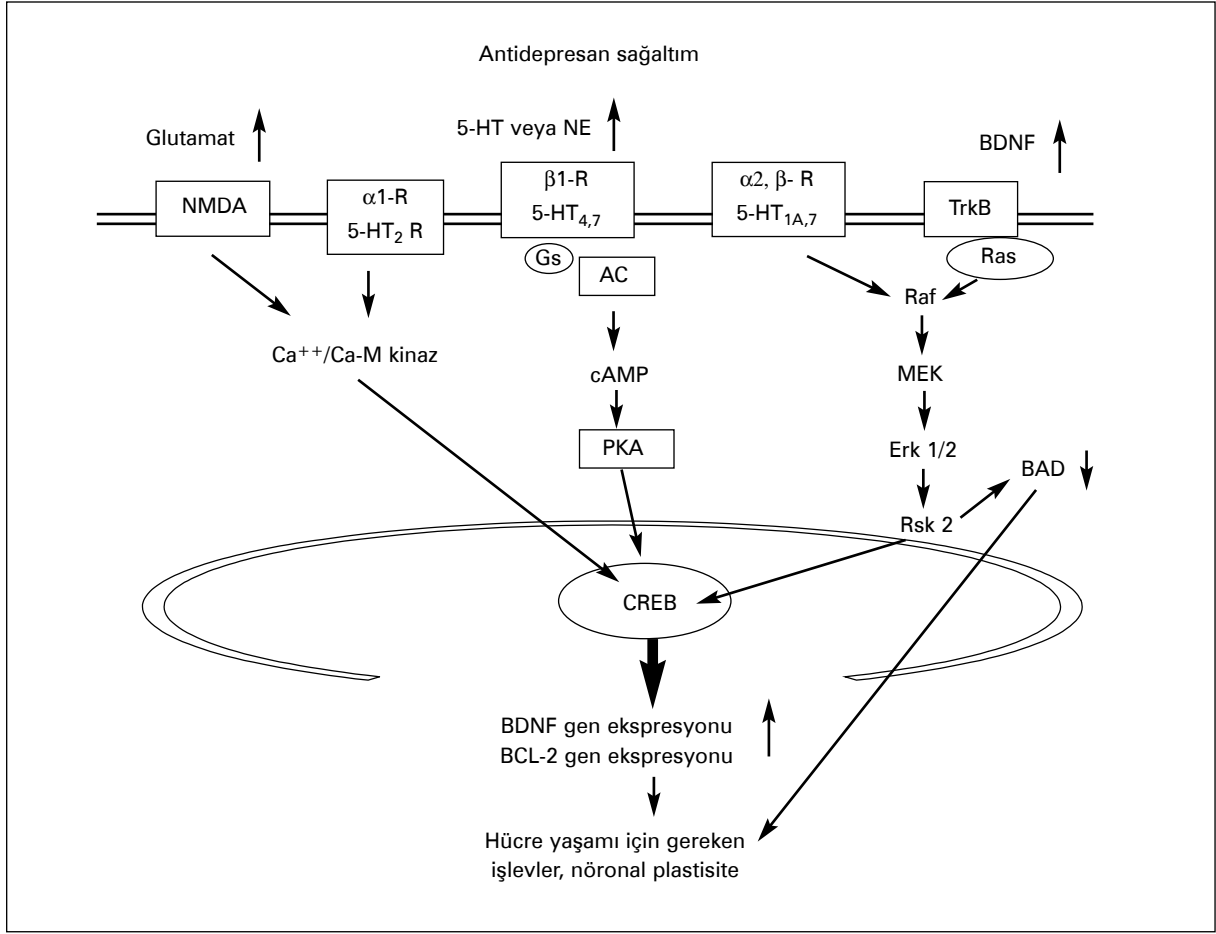 Antidepresan sağaltım
Glutamat
5-HT veya NE
BDNF
NMDA
α1-R
5-HT2 R
β1-R
5-HT4,7
α2, β- R
5-HT1A,7
TrkB
Gs
AC
Ras
Raf
Ca++/Ca-M kinaz
cAMP
MEK
PKA
Erk 1/2
BAD
Rsk 2
CREB
BDNF gen ekspresyonu
BCL-2 gen ekspresyonu
Hücre yaşamı için gereken
işlevler, nöronal plastisite